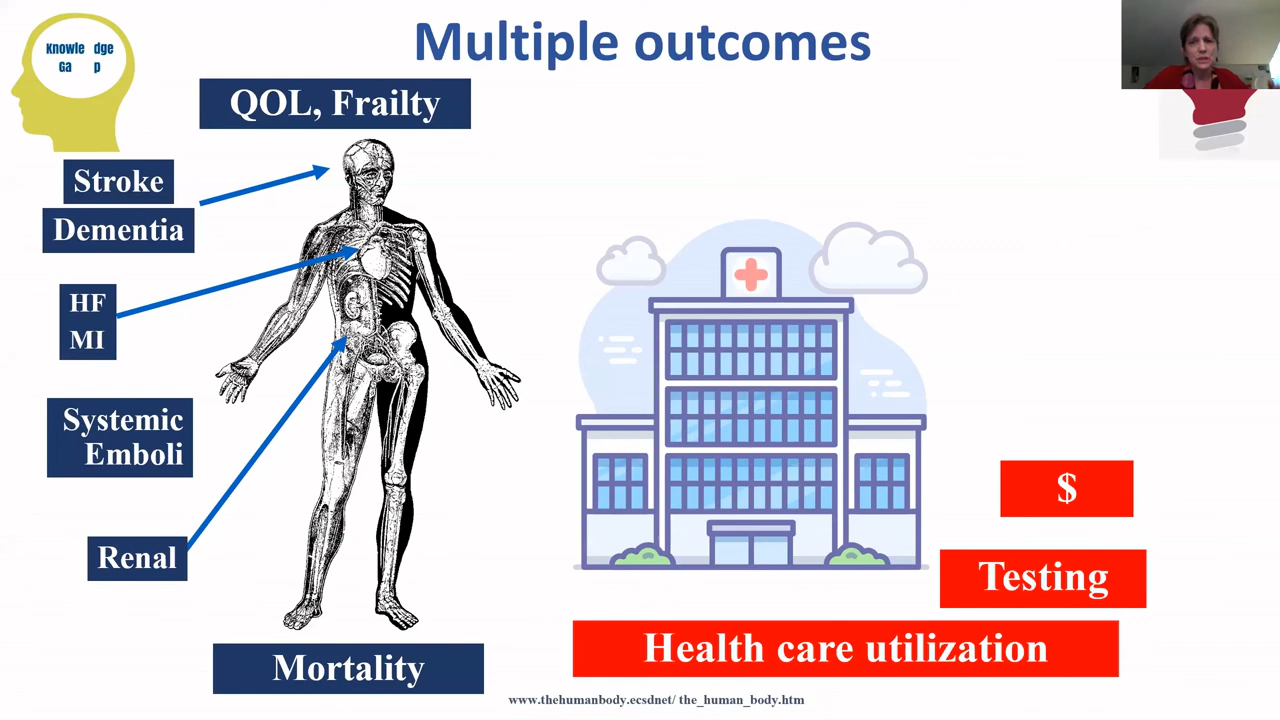 Multiple outcomes
Knowle dge
Ga p
QOL, Frailty
Stroke
Dementia
HF
MI
Systemic
Emboli
Renal
Mortality
$
Testing
Health care utilization
www.thehumanbody.ecsdnet/ the_human_body.htm